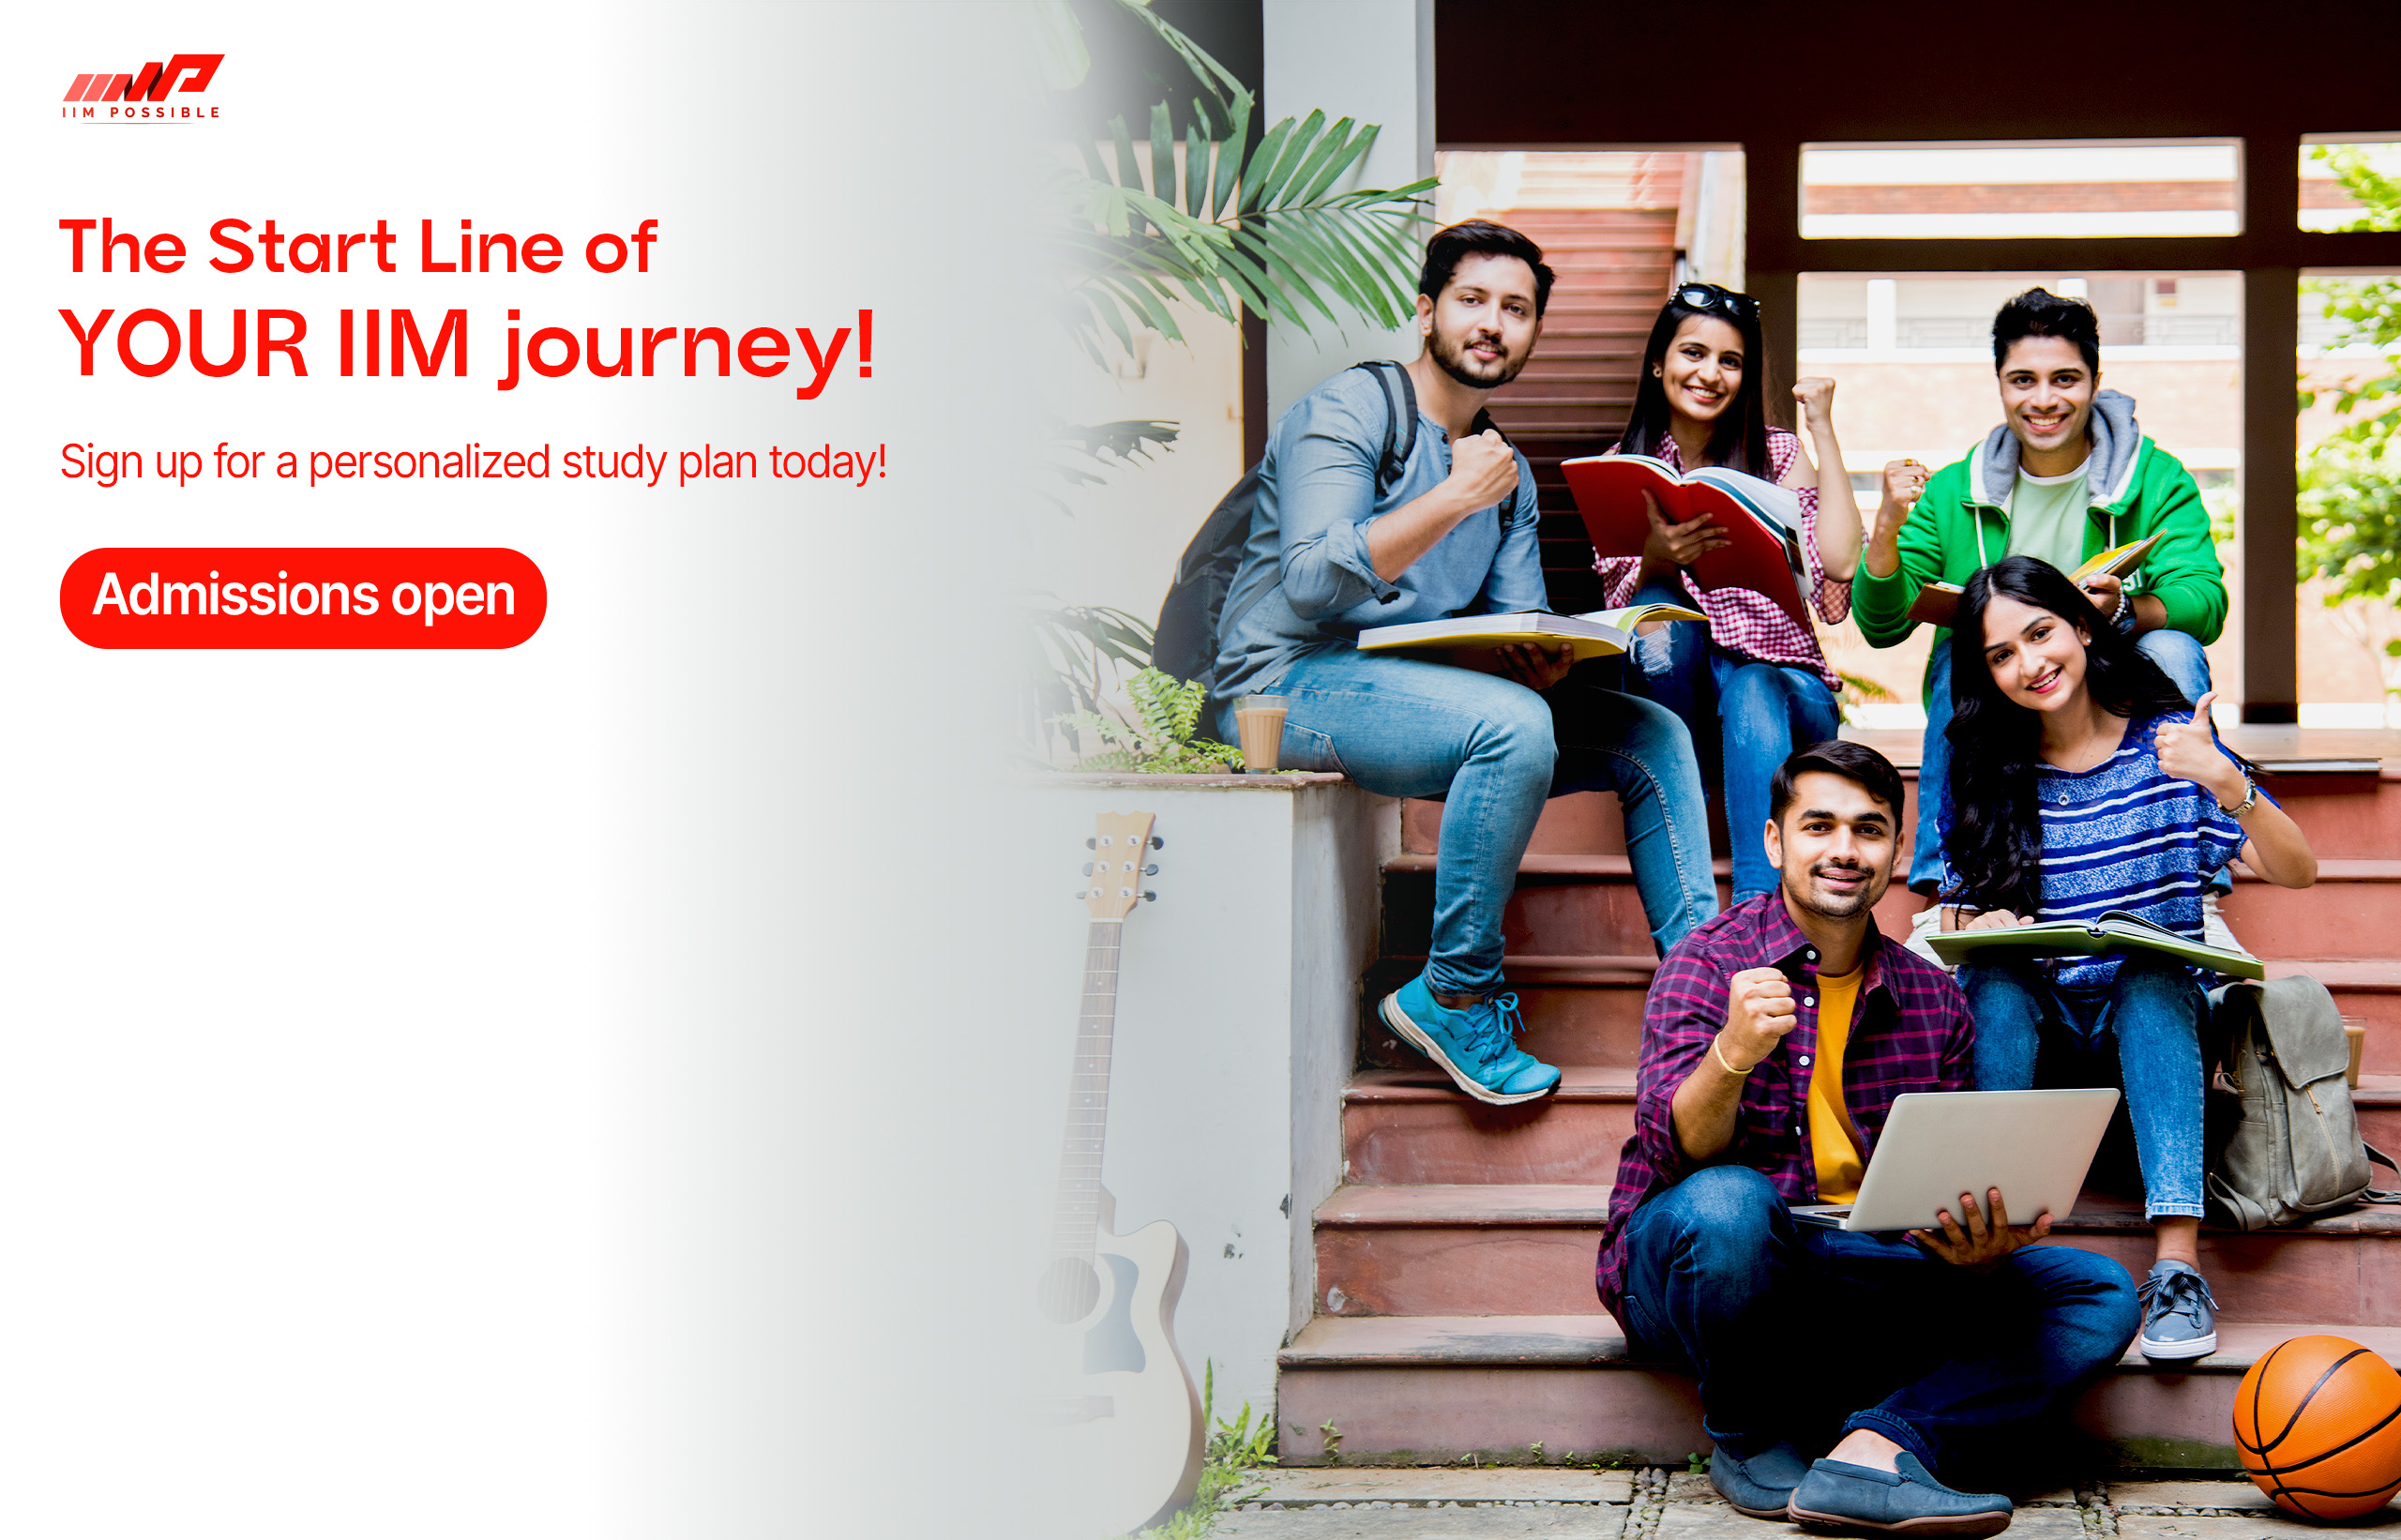 IIM POSSIBLE
The Start Line of
YOUR IIM journey!
Sign up for a personalized study plan today!
Admissions open